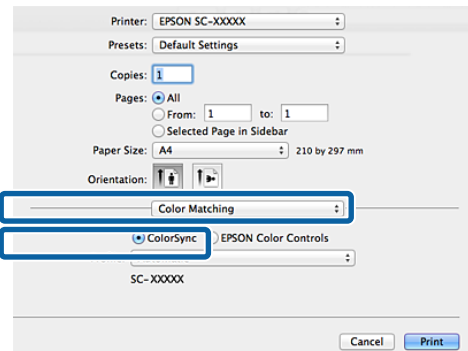 Printer: EPSON SC-XXXXX
Presets: Default Settings
Copies: 1
Pages: All
From: 1 to: 1
Selected Page in Sidebar
Paper Size: A4 210 by 297 mm
Orientation:
Color Matching
ColorSync EPSON Color Controls
SC-XXXXX
Cancel Print